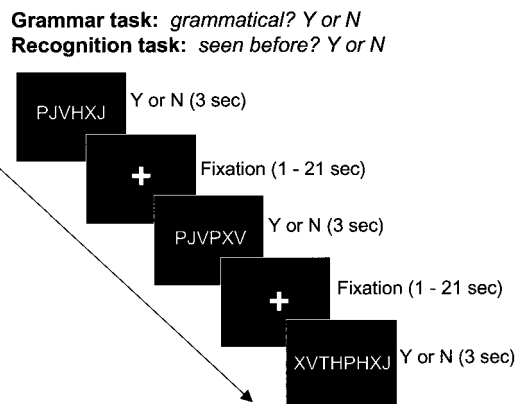 Grammar task: grammatical? Y or N
Recognition task: seen before? Y or N
PJVHXJ
Y or N (3 sec)
Fixation (1 - 21 sec)
PJVPXV
Y or N (3 sec)
Fixation (1 - 21 sec)
XVTHPHXJ
Y or N (3 sec)